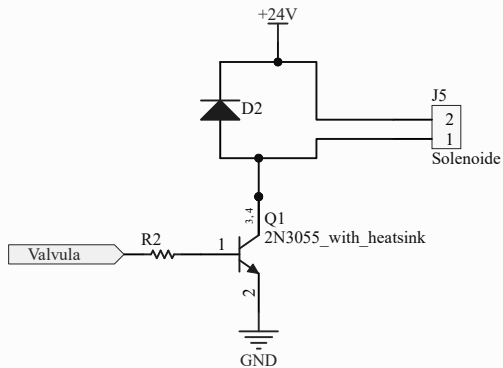 +24V
D2
J5
2
1
Solenoide
3,4
Q1
2N3055_with_heatsink
R2
1
Valvula
2
GND